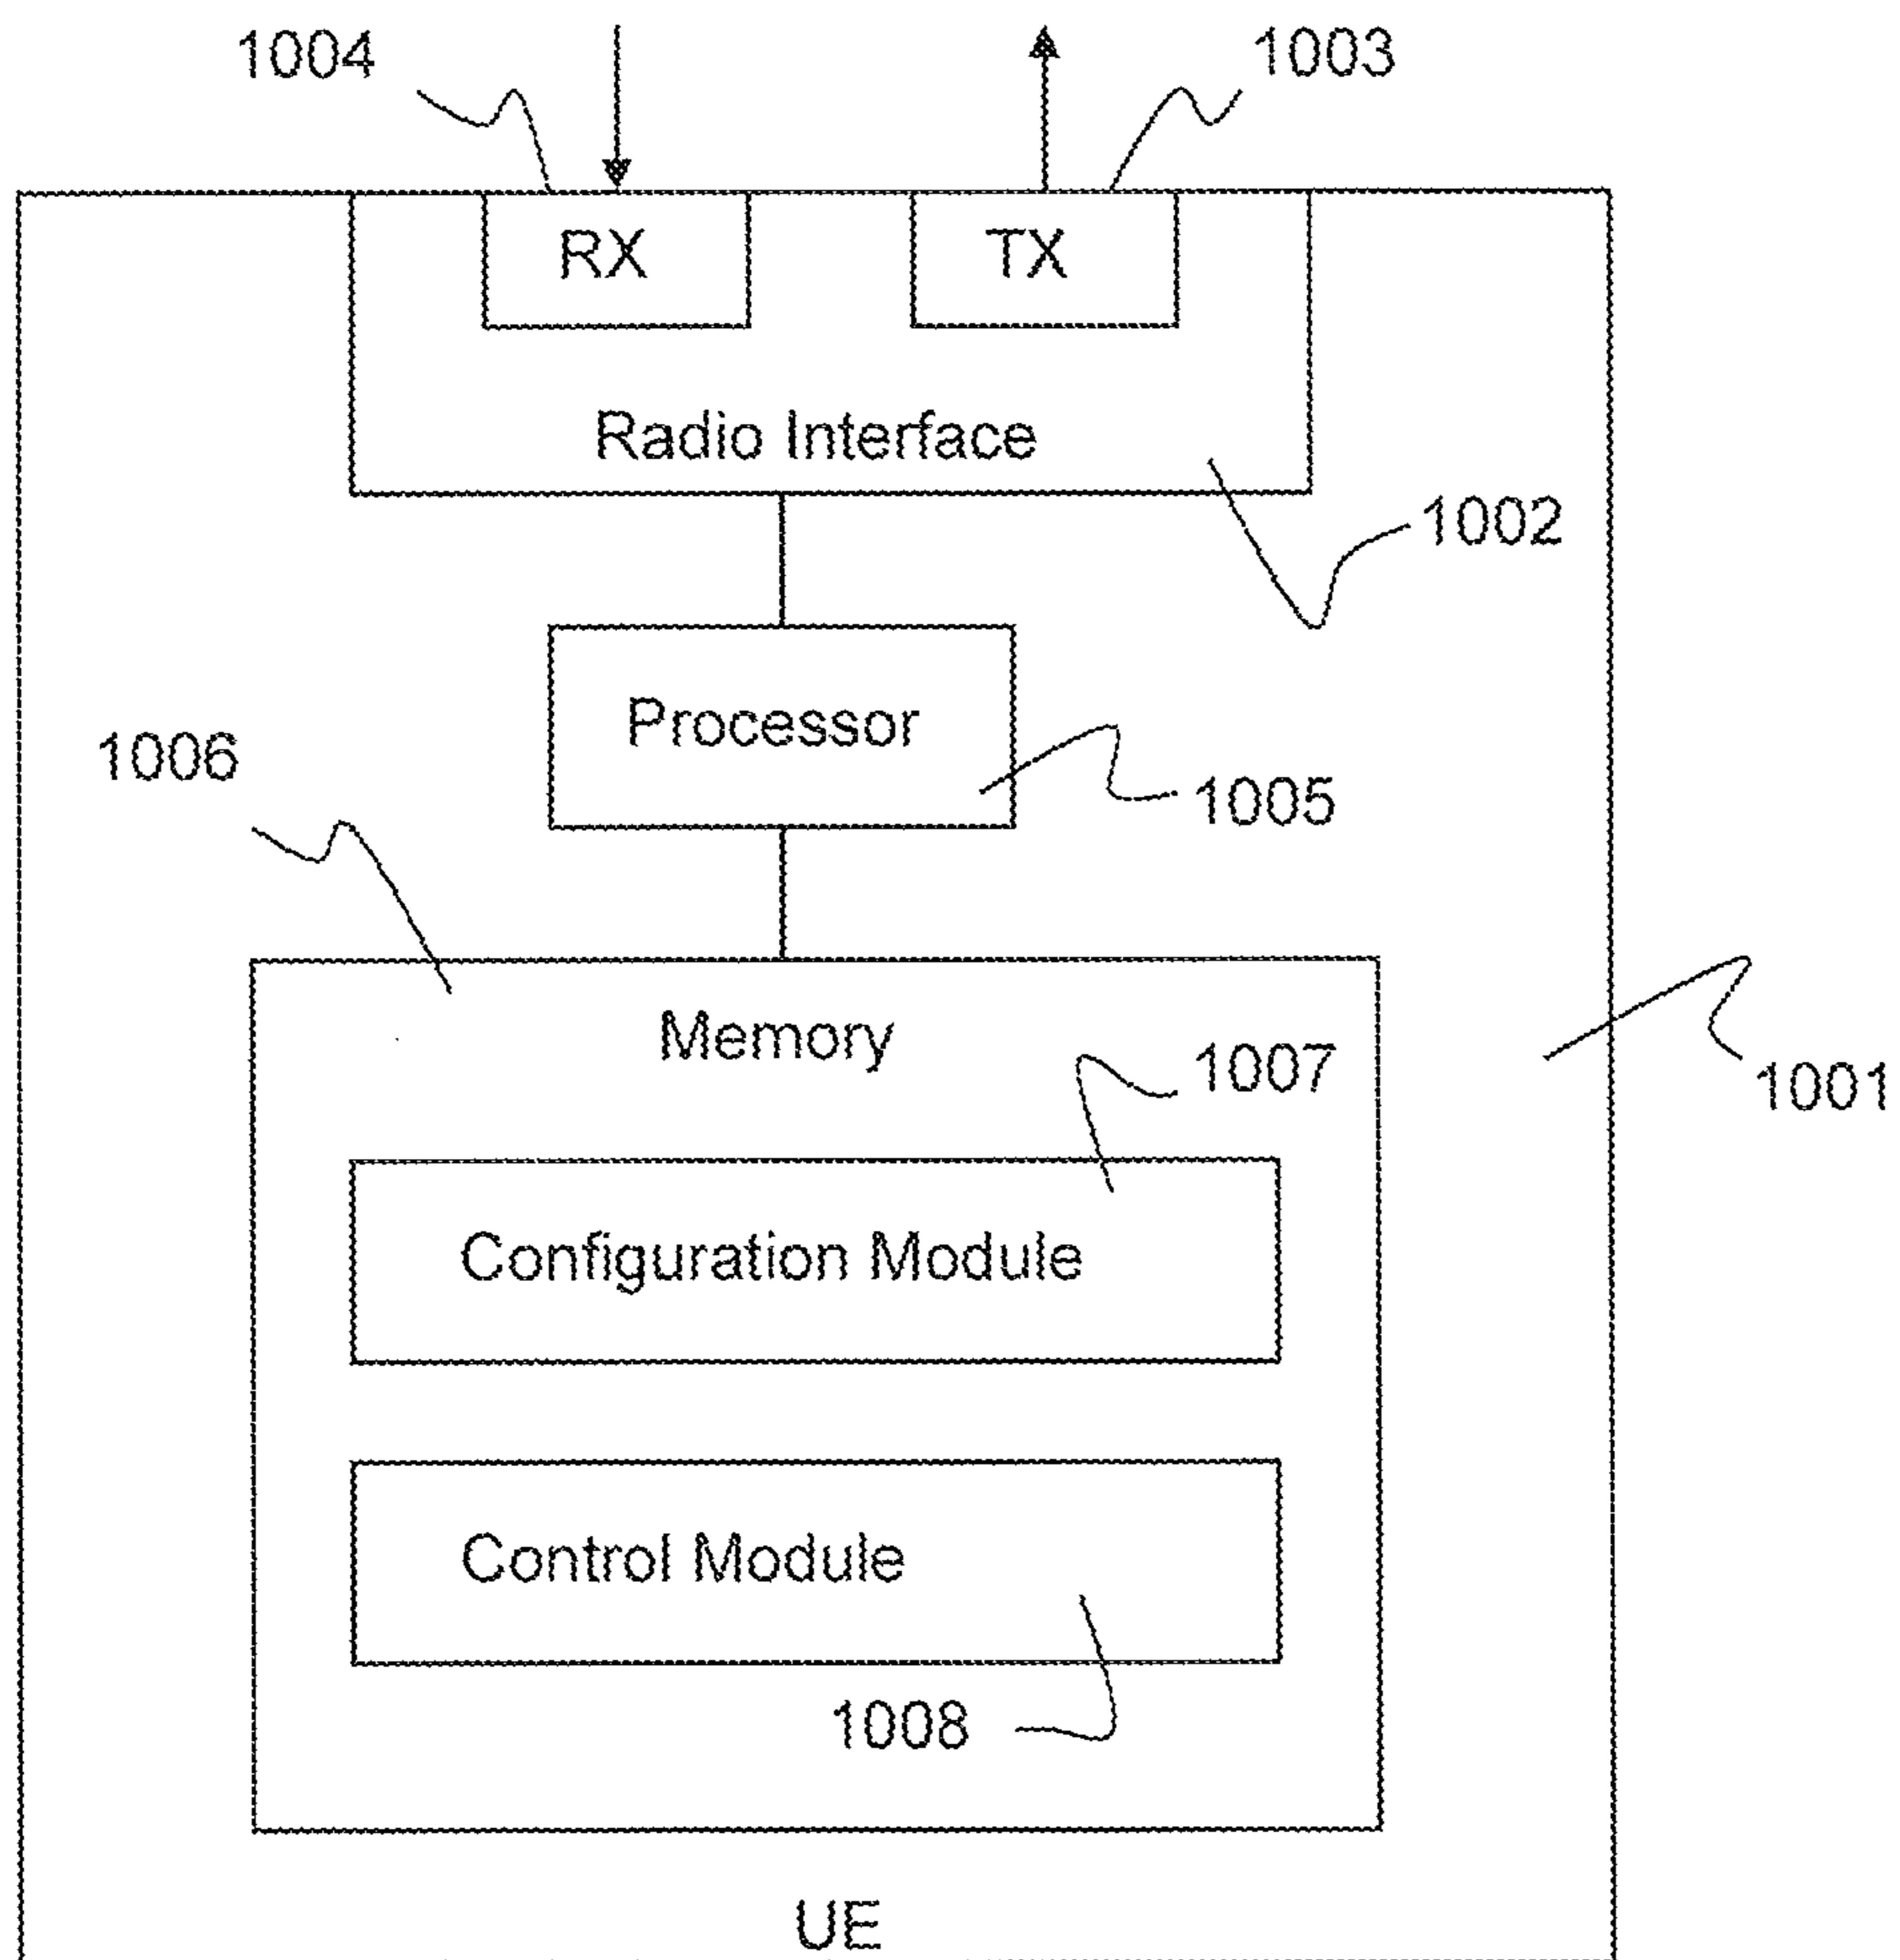 1004
1003
RX
TX
Radio Interface
1002
Processor
1006
1005
Memory
1007
1001
Configuration Module
Control Module
1008
UE